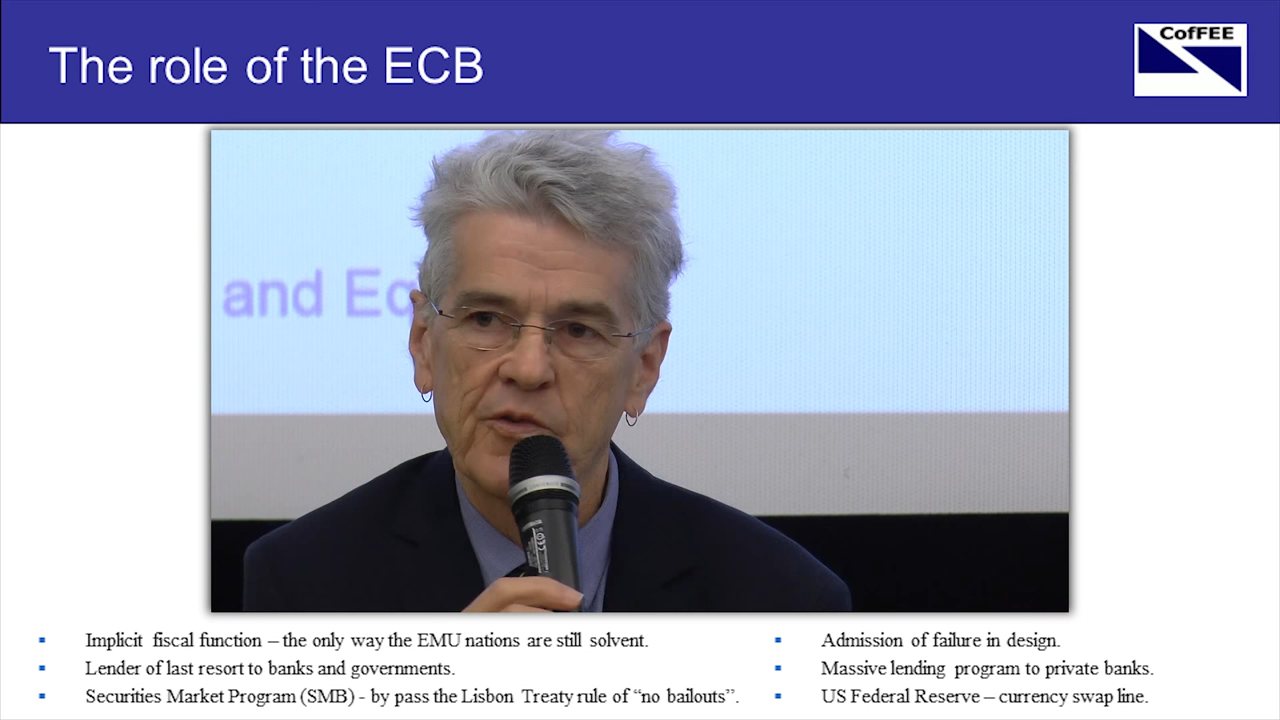 The role of the ECB
CofFEE
and Eq
Implicit fiscal function – the only way the EMU nations are still solvent.
Lender of last resort to banks and governments.
Securities Market Program (SMB) - by pass the Lisbon Treaty rule of “no bailouts”.
Admission of failure in design.
Massive lending program to private banks.
US Federal Reserve – currency swap line.